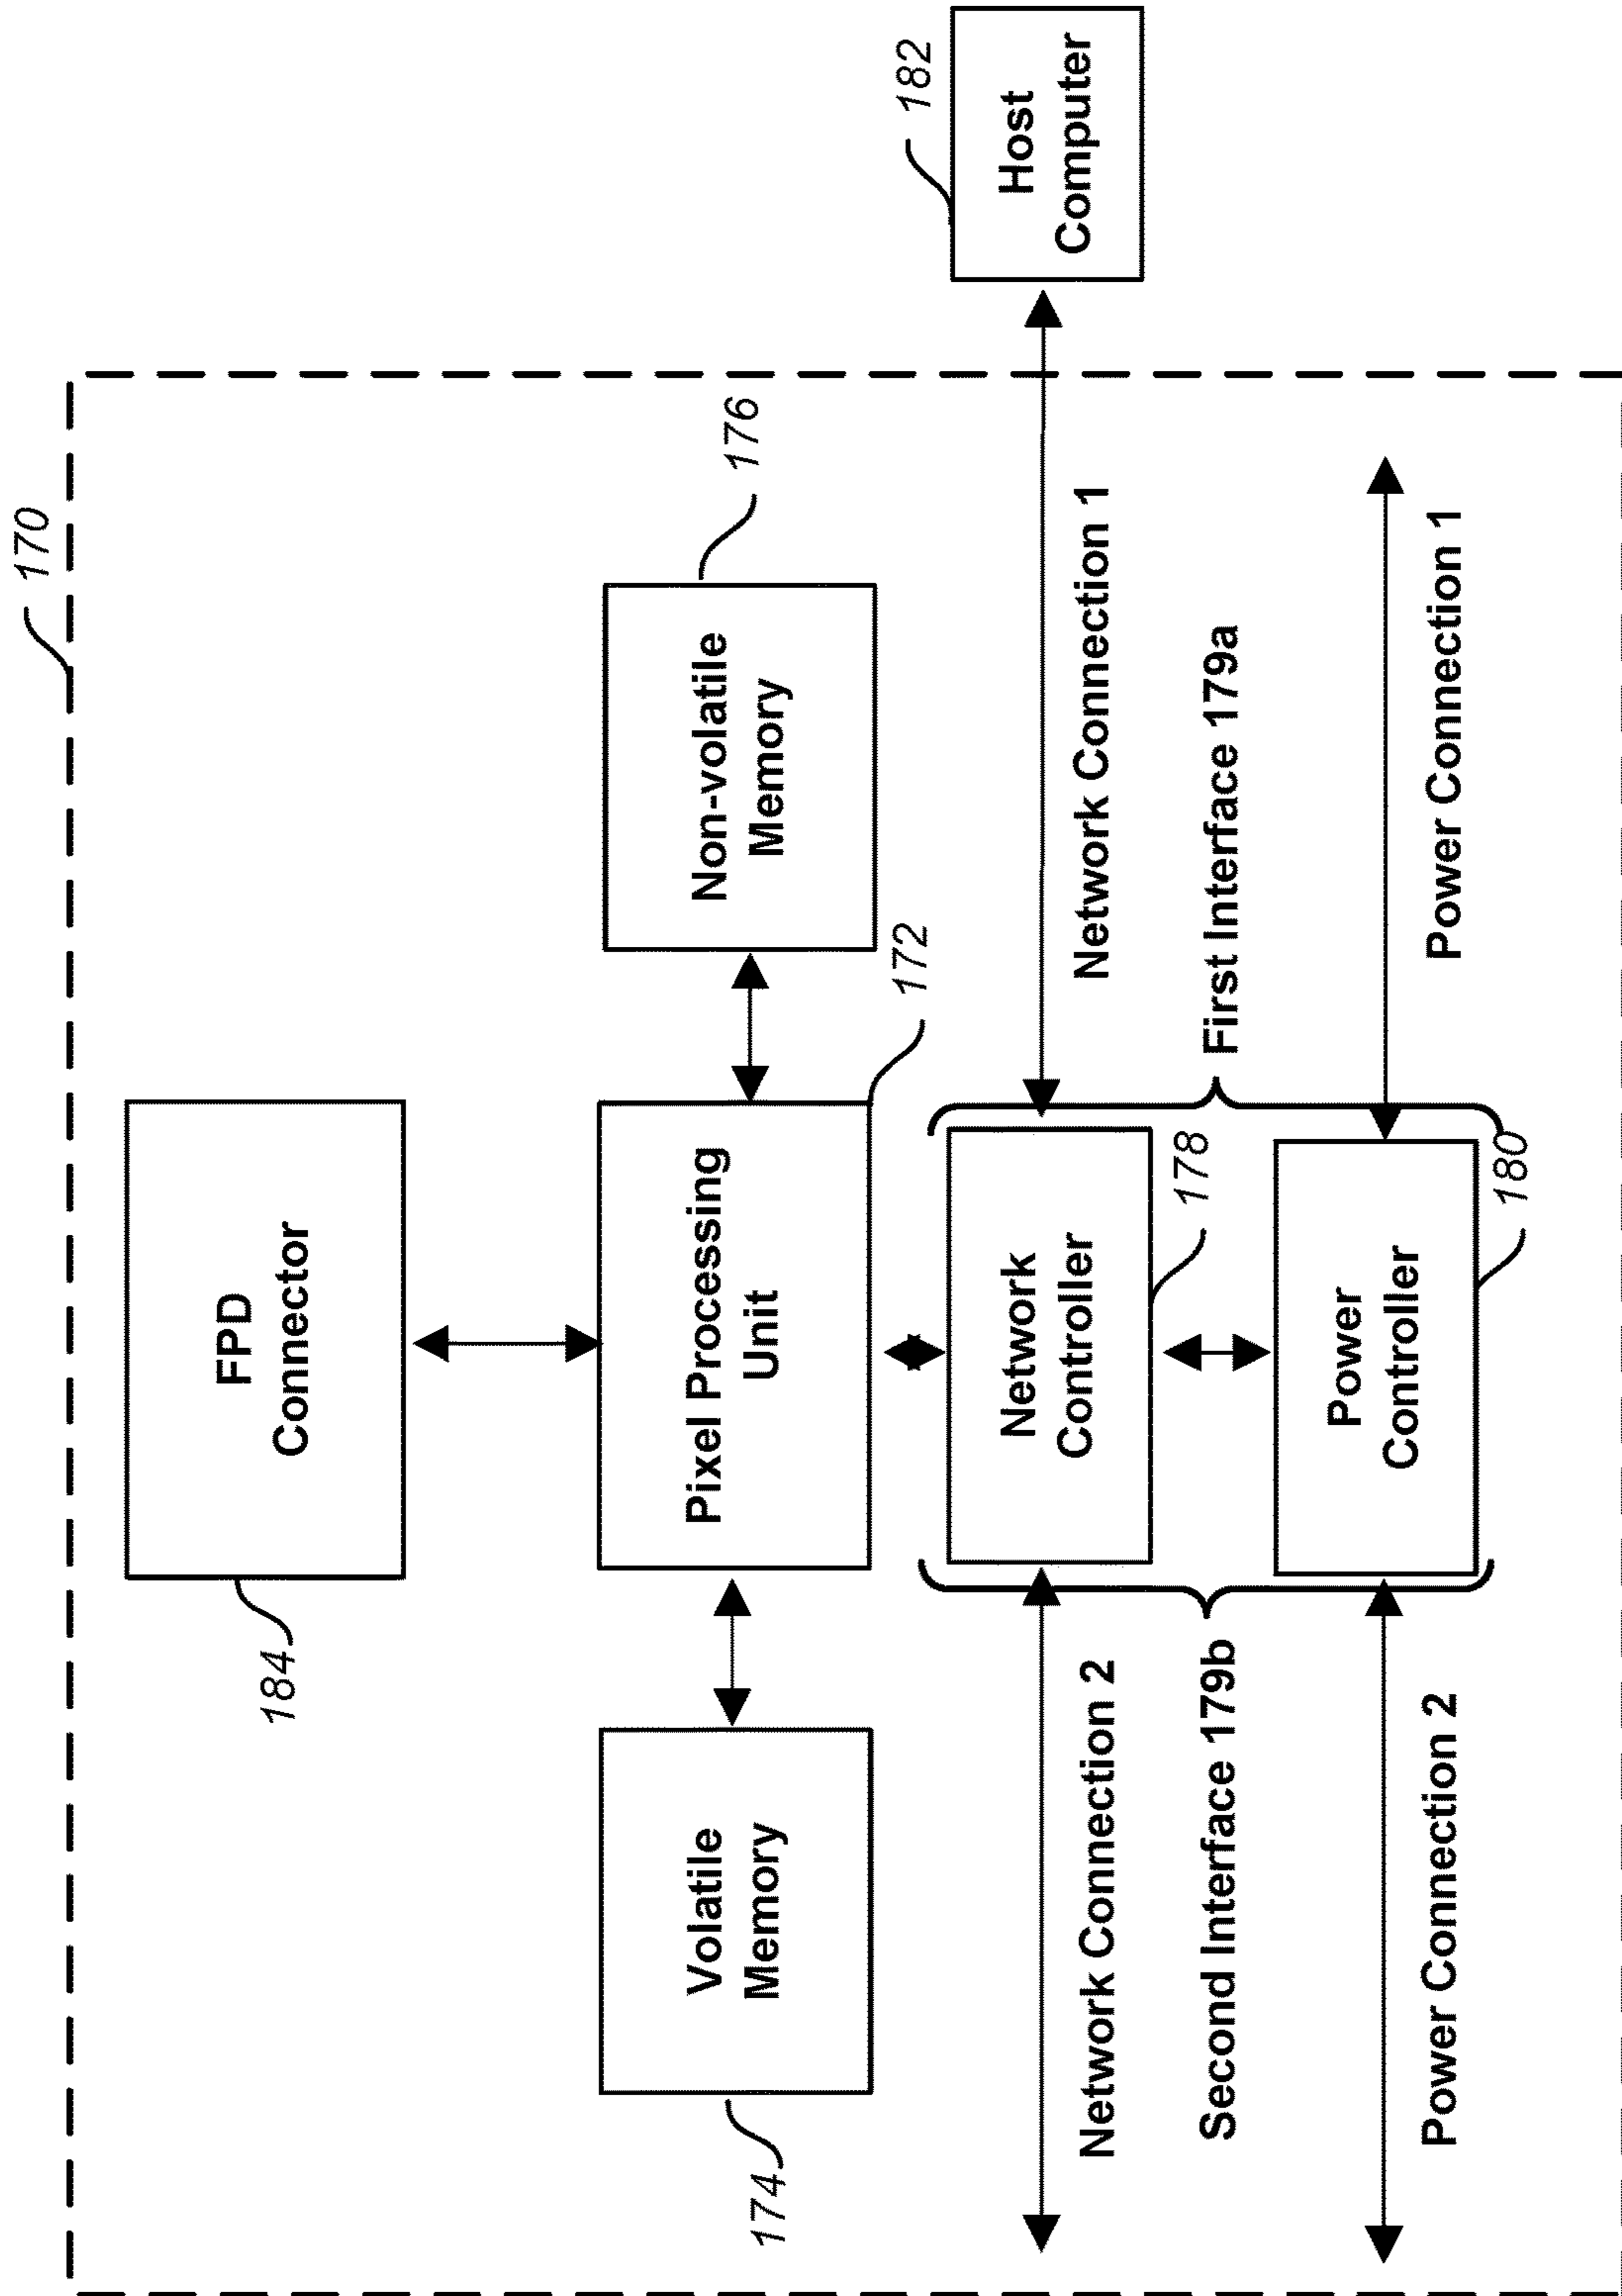 170
184
FPD
Connector
174
Volatile
Memory
Pixel Processing
Unit
172
Non-volatile
Memory
176
182
Host
Computer
Network
Controller
178
Network Connection 2
Network Connection 1
Second Interface 179b
First Interface 179a
Power
Controller
180
Power Connection 2
Power Connection 1